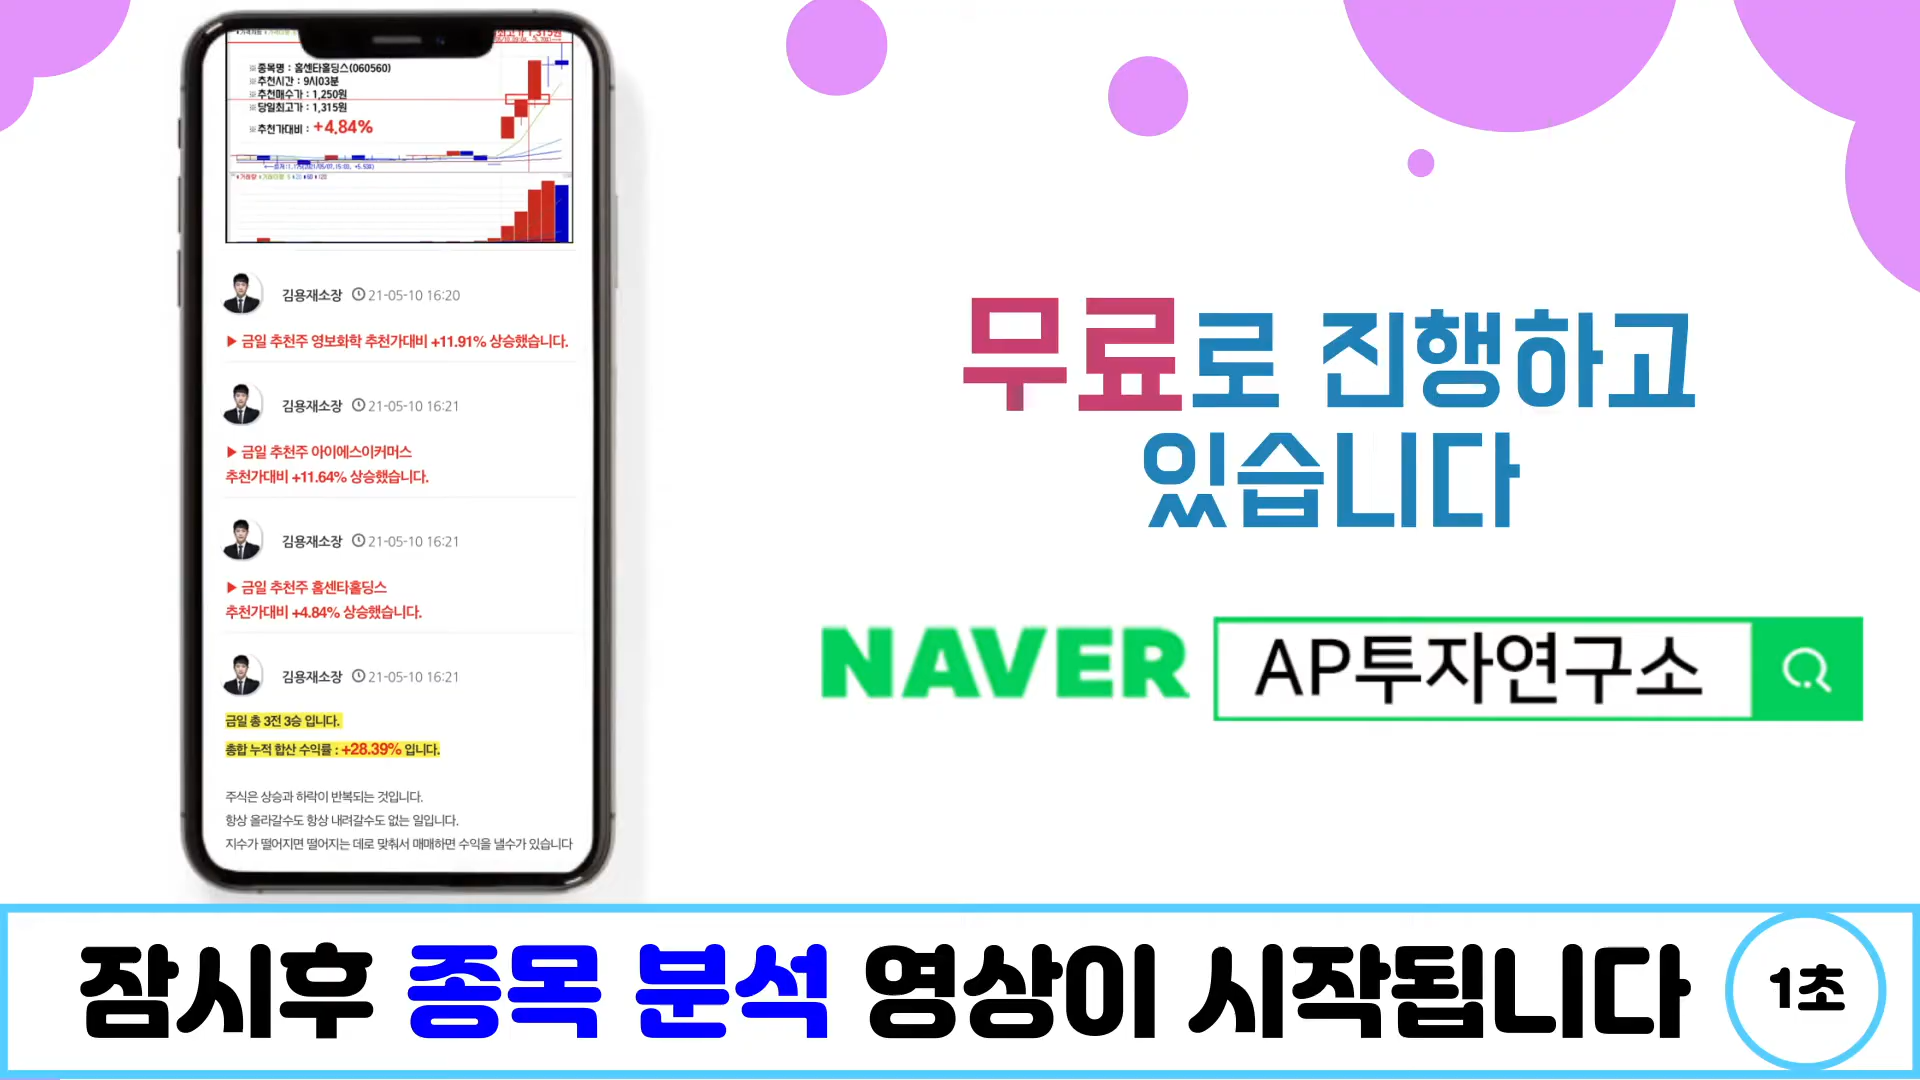 ※종목명 : 홈센타홀딩스(060560)
※추천시간 : 9시03분
※추천매수가 : 1,250원
※당일최고가 : 1,315원
※추천가대비 : +4.84%
김용재소장 21-05-10 16:20
▶ 금일 추천주 영보화학 추천가대비 +11.91% 상승했습니다.
김용재소장 21-05-10 16:21
▶ 금일 추천주 아이에스이커머스
추천가대비 +11.64% 상승했습니다.
김용재소장 21-05-10 16:21
▶ 금일 추천주 홈센타홀딩스
추천가대비 +4.84% 상승했습니다.
김용재소장 21-05-10 16:21
금일 총 3전 3승 입니다.
총합 누적 합산 수익률 : +28.39% 입니다.
주식은 상승과 하락이 반복되는 것입니다.
항상 올라갈수도 항상 내려갈수도 없는 일입니다.
지수가 떨어지면 떨어지는 데로 맞춰서 매매하면 수익을 낼수가 있습니다
무료로 진행하고
있습니다
NAVER AP투자연구소
잠시후 종목 분석 영상이 시작됩니다 1초